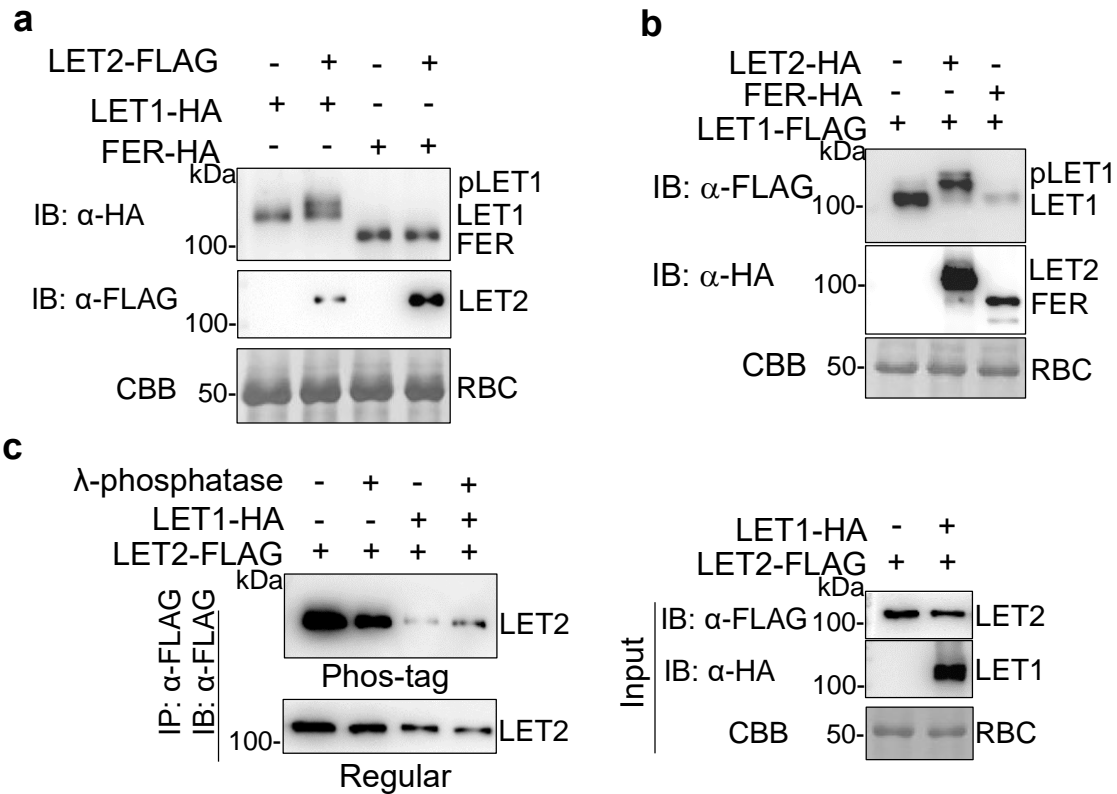 a
LET2-FLAG - + - +
LET1-HA + + - -
FER-HA - - + +
kDa
IB: α-HA
100-
pLET1
LET1
FER
IB: α-FLAG
100-
LET2
CBB
50-
RBC
b
LET2-HA - + -
FER-HA - - +
LET1-FLAG + + +
kDa
IB: α-FLAG
100-
pLET1
LET1
IB: α-HA
100-
LET2
FER
CBB
50-
RBC
c
λ-phosphatase - + - +
LET1-HA - - + +
LET2-FLAG + + + +
kDa
IP: α-FLAG
IB: α-FLAG
LET2
Phos-tag
100-
LET2
Regular
LET1-HA - +
LET2-FLAG + +
kDa
Input
IB: α-FLAG
100-
LET2
IB: α-HA
100-
LET1
CBB
50-
RBC